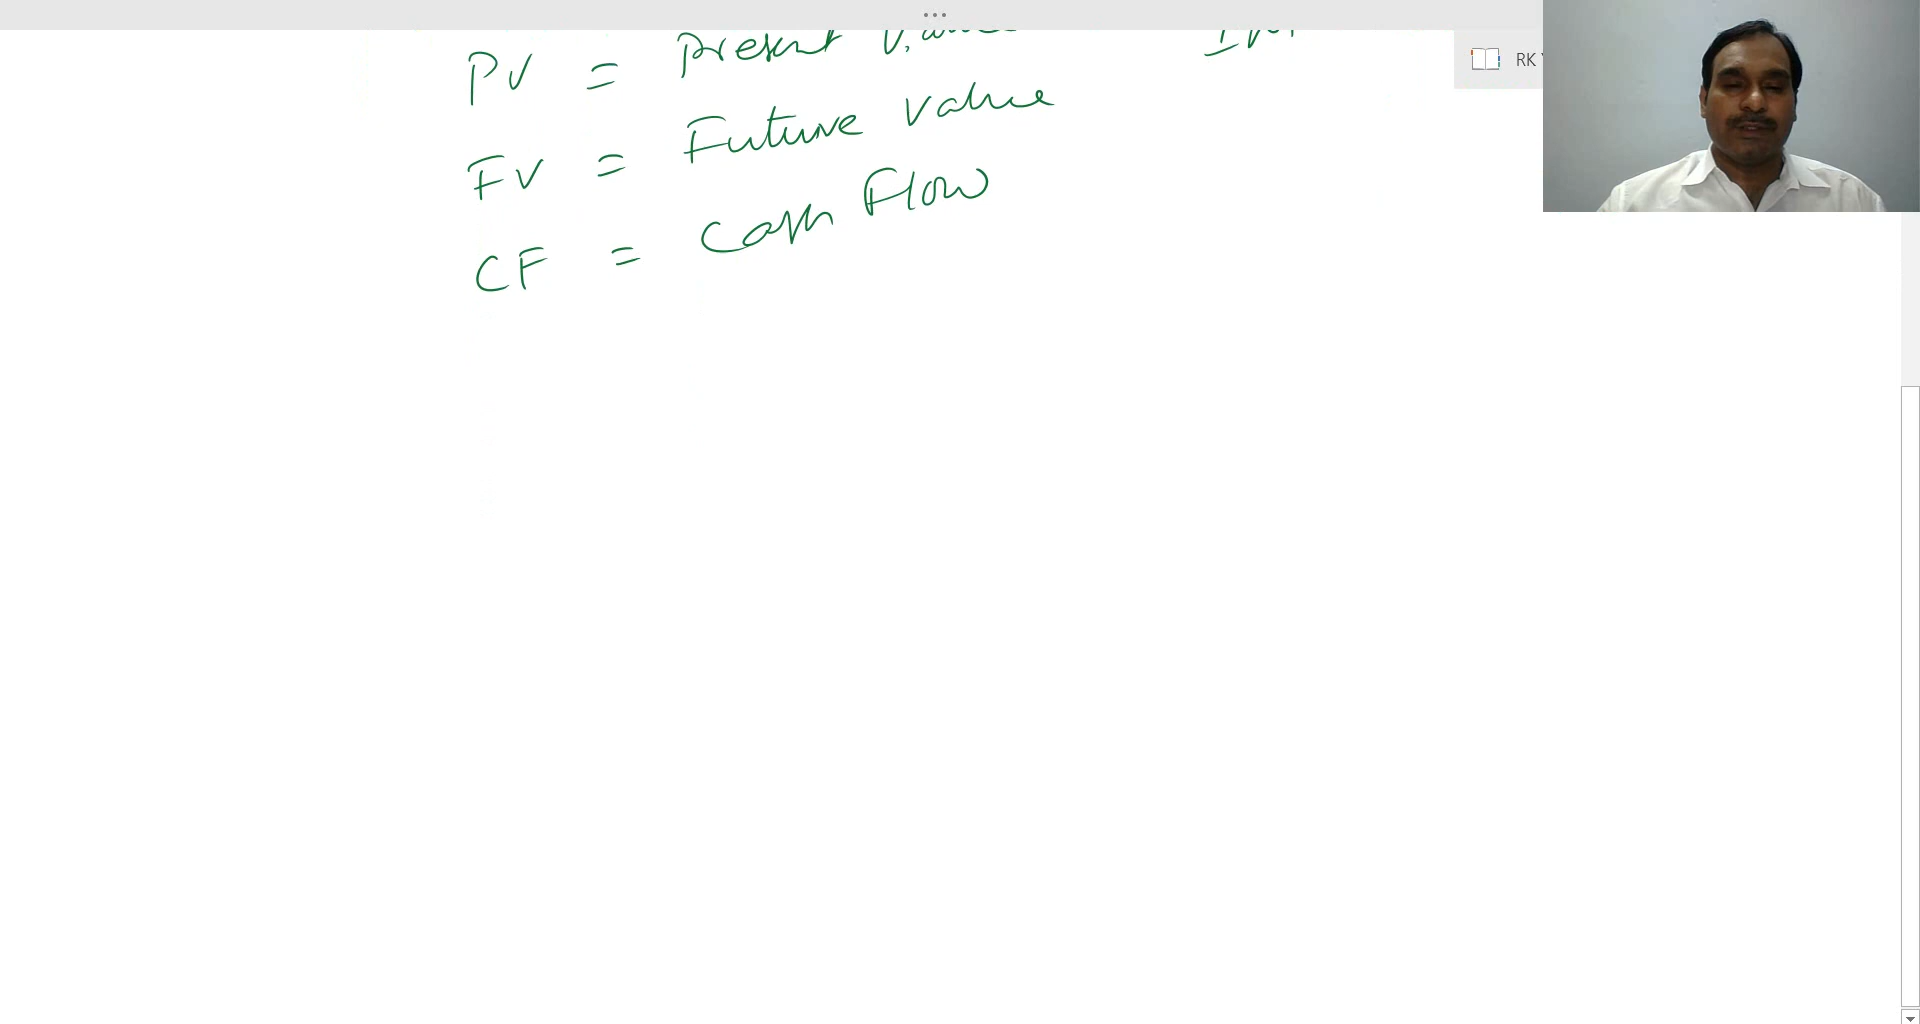 PV = Present Value
FV = Future Value
CF = Cash Flow
RK